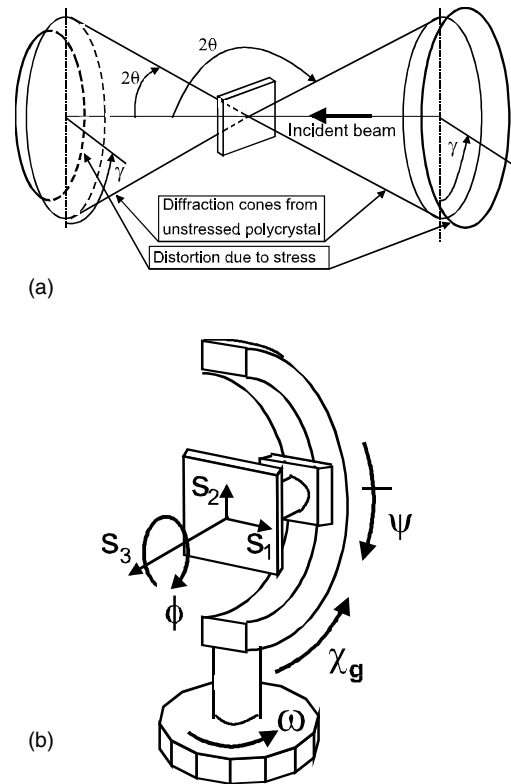 2θ
2θ
Incident beam
γ
γ
Diffraction cones from
unstressed polycrystal
Distortion due to stress
(a)
S2
S3
S1
ϕ
ψ
χg
ω
(b)